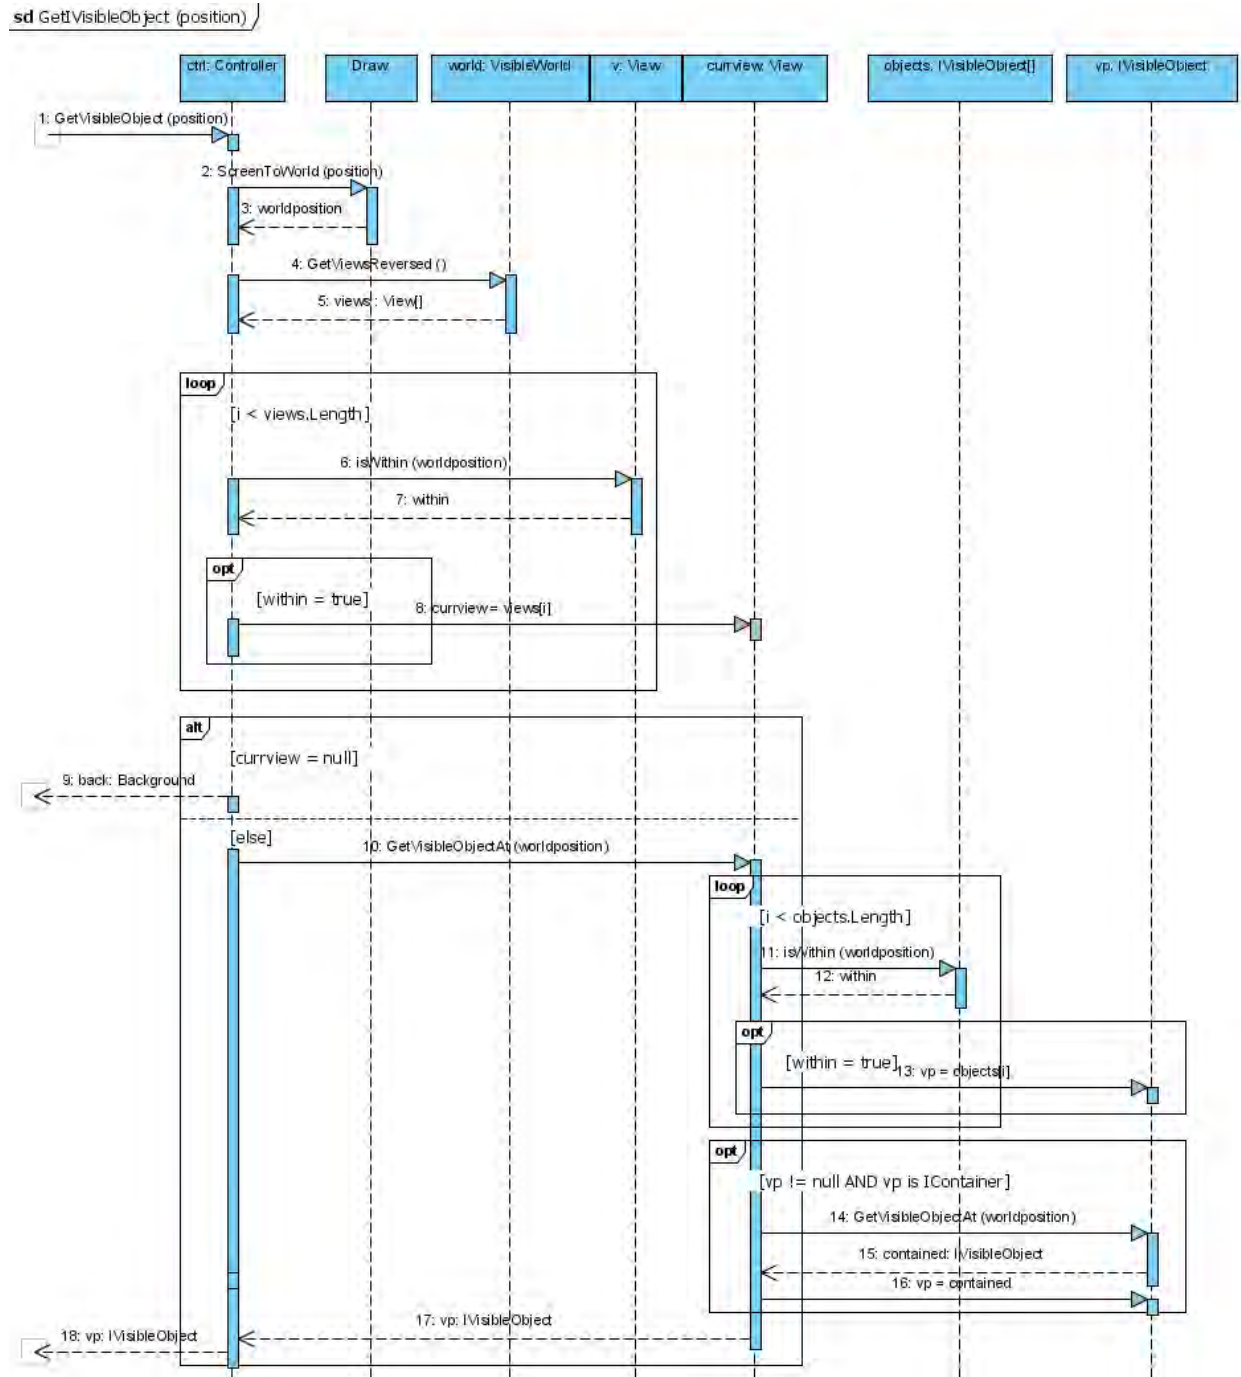 sd GetIVisibleObject (position)
ctrl: Controller
Draw
world: VisibleWorld
v: View
currview: View
objects: IVisibleObject[]
vp: IVisibleObject
1: GetVisibleObject (position)
2: ScreenToWorld (position)
3: worldposition
4: GetViewsReversed ()
5: views : View[]
loop
[i < views.Length]
6: isWithin (worldposition)
7: within
opt
[within = true]
8: currview = views[i]
alt
[currview = null]
9: back: Background
[else]
10: GetVisibleObjectAt (worldposition)
loop
[i < objects.Length]
11: isWithin (worldposition)
12: within
opt
[within = true]
13: vp = objects[i]
opt
[vp != null AND vp is IContainer]
14: GetVisibleObjectAt (worldposition)
15: contained: IVisibleObject
16: vp = contained
17: vp: IVisibleObject
18: vp: IVisibleObject